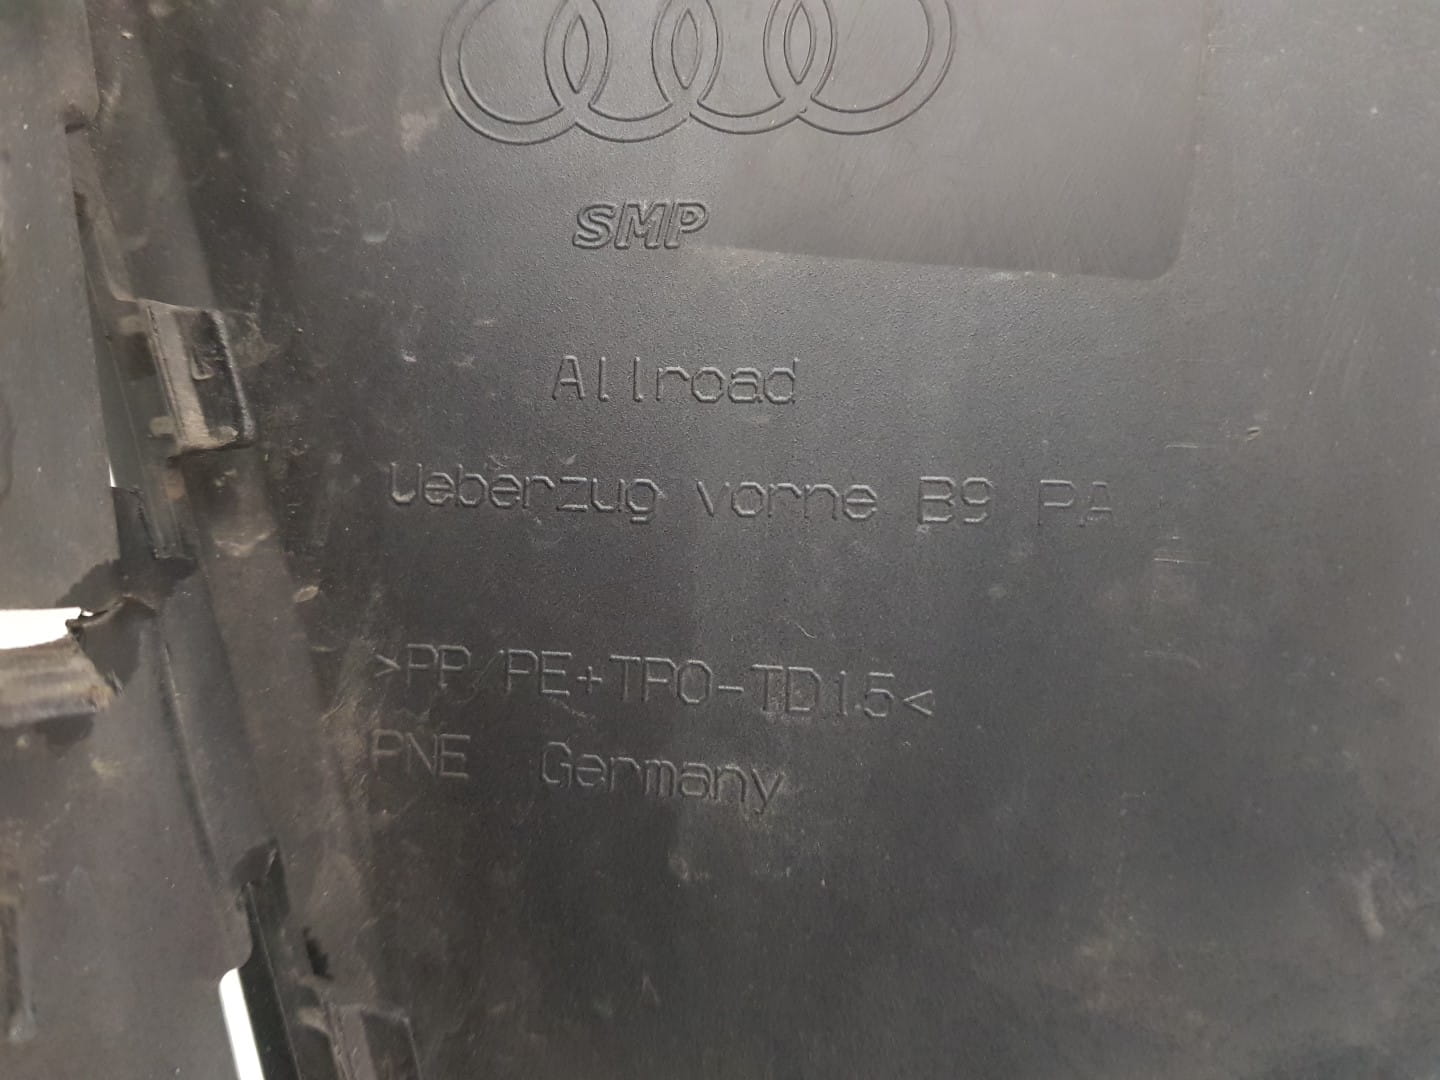 SMP
Allroad
Ueberzug vorne B9 PA
>PP/PE+TPO-TD15<
PNE Germany